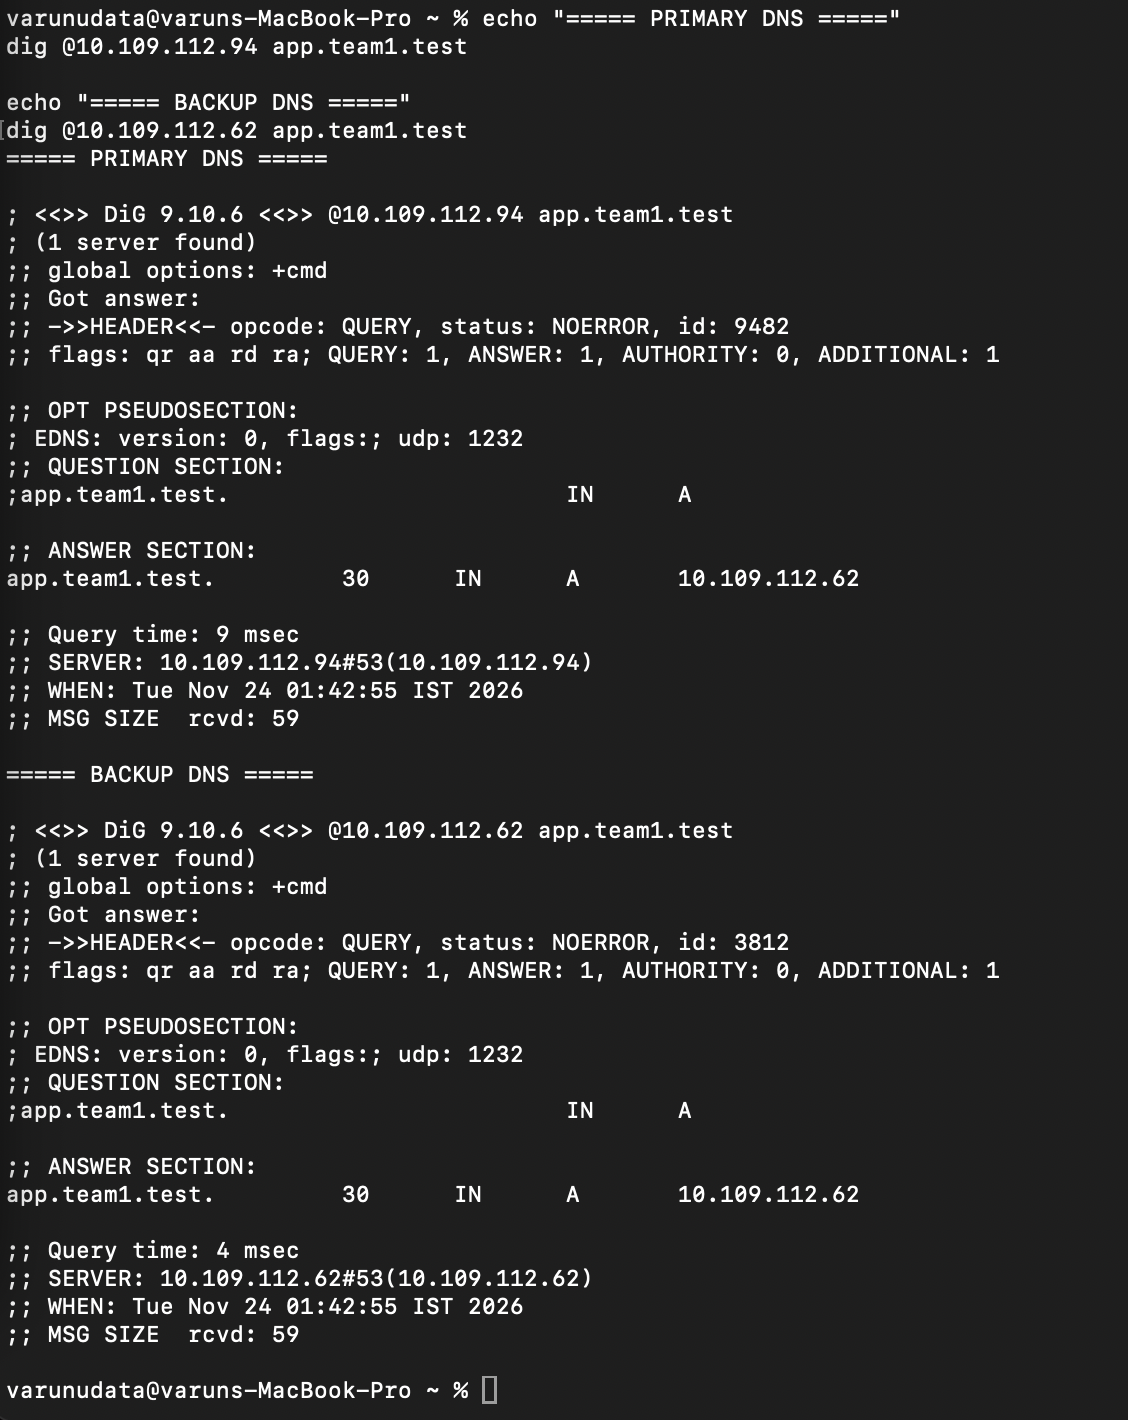 varunudata@varuns-MacBook-Pro ~ % echo "===== PRIMARY DNS ====="
dig @10.109.112.94 app.team1.test
echo "===== BACKUP DNS ====="
[dig @10.109.112.62 app.team1.test
===== PRIMARY DNS =====
; <<>> DiG 9.10.6 <<>> @10.109.112.94 app.team1.test
; (1 server found)
;; global options: +cmd
;; Got answer:
;; ->>HEADER<<- opcode: QUERY, status: NOERROR, id: 9482
;; flags: qr aa rd ra; QUERY: 1, ANSWER: 1, AUTHORITY: 0, ADDITIONAL: 1
;; OPT PSEUDOSECTION:
; EDNS: version: 0, flags:; udp: 1232
;; QUESTION SECTION:
;app.team1.test. IN A
;; ANSWER SECTION:
app.team1.test. 30 IN A 10.109.112.62
;; Query time: 9 msec
;; SERVER: 10.109.112.94#53(10.109.112.94)
;; WHEN: Tue Nov 24 01:42:55 IST 2026
;; MSG SIZE  rcvd: 59
===== BACKUP DNS =====
; <<>> DiG 9.10.6 <<>> @10.109.112.62 app.team1.test
; (1 server found)
;; global options: +cmd
;; Got answer:
;; ->>HEADER<<- opcode: QUERY, status: NOERROR, id: 3812
;; flags: qr aa rd ra; QUERY: 1, ANSWER: 1, AUTHORITY: 0, ADDITIONAL: 1
;; OPT PSEUDOSECTION:
; EDNS: version: 0, flags:; udp: 1232
;; QUESTION SECTION:
;app.team1.test. IN A
;; ANSWER SECTION:
app.team1.test. 30 IN A 10.109.112.62
;; Query time: 4 msec
;; SERVER: 10.109.112.62#53(10.109.112.62)
;; WHEN: Tue Nov 24 01:42:55 IST 2026
;; MSG SIZE  rcvd: 59
varunudata@varuns-MacBook-Pro ~ %